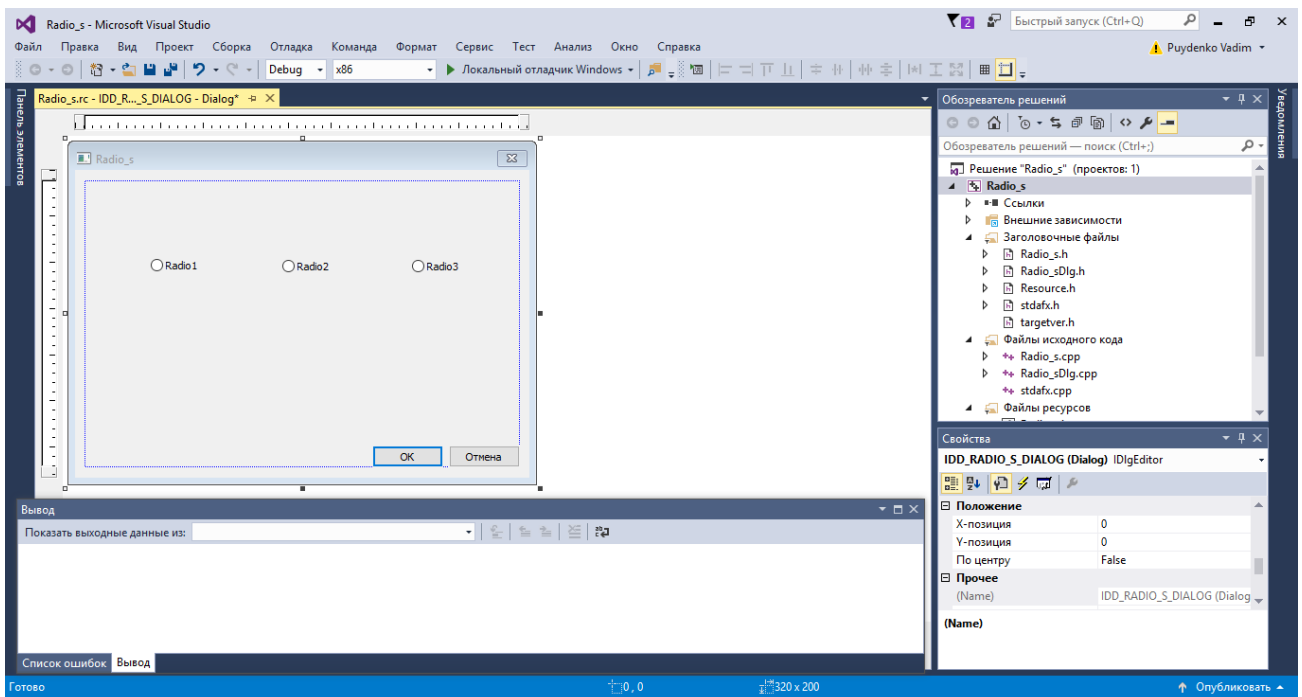 Radio_s - Microsoft Visual Studio
2
Быстрый запуск (Ctrl+Q)
Файл Правка Вид Проект Сборка Отладка Команда Формат Сервис Тест Анализ Окно Справка
Puydenko Vadim
Debug x86 Локальный отладчик Windows
Панель элементов
Radio_s.rc - IDD_R..._S_DIALOG - Dialog*
Radio_s
Radio1 Radio2 Radio3
OK Отмена
Вывод
Показать выходные данные из:
Список ошибок Вывод
Обозреватель решений
Обозреватель решений — поиск (Ctrl+;)
Решение "Radio_s" (проектов: 1)
Radio_s
Ссылки
Внешние зависимости
Заголовочные файлы
Radio_s.h
Radio_sDlg.h
Resource.h
stdafx.h
targetver.h
Файлы исходного кода
Radio_s.cpp
Radio_sDlg.cpp
stdafx.cpp
Файлы ресурсов
Свойства
IDD_RADIO_S_DIALOG (Dialog) IDlgEditor
Положение
X-позиция 0
Y-позиция 0
По центру False
Прочее
(Name) IDD_RADIO_S_DIALOG (Dialog
(Name)
Уведомления
Готово 0 , 0 320 x 200 Опубликовать